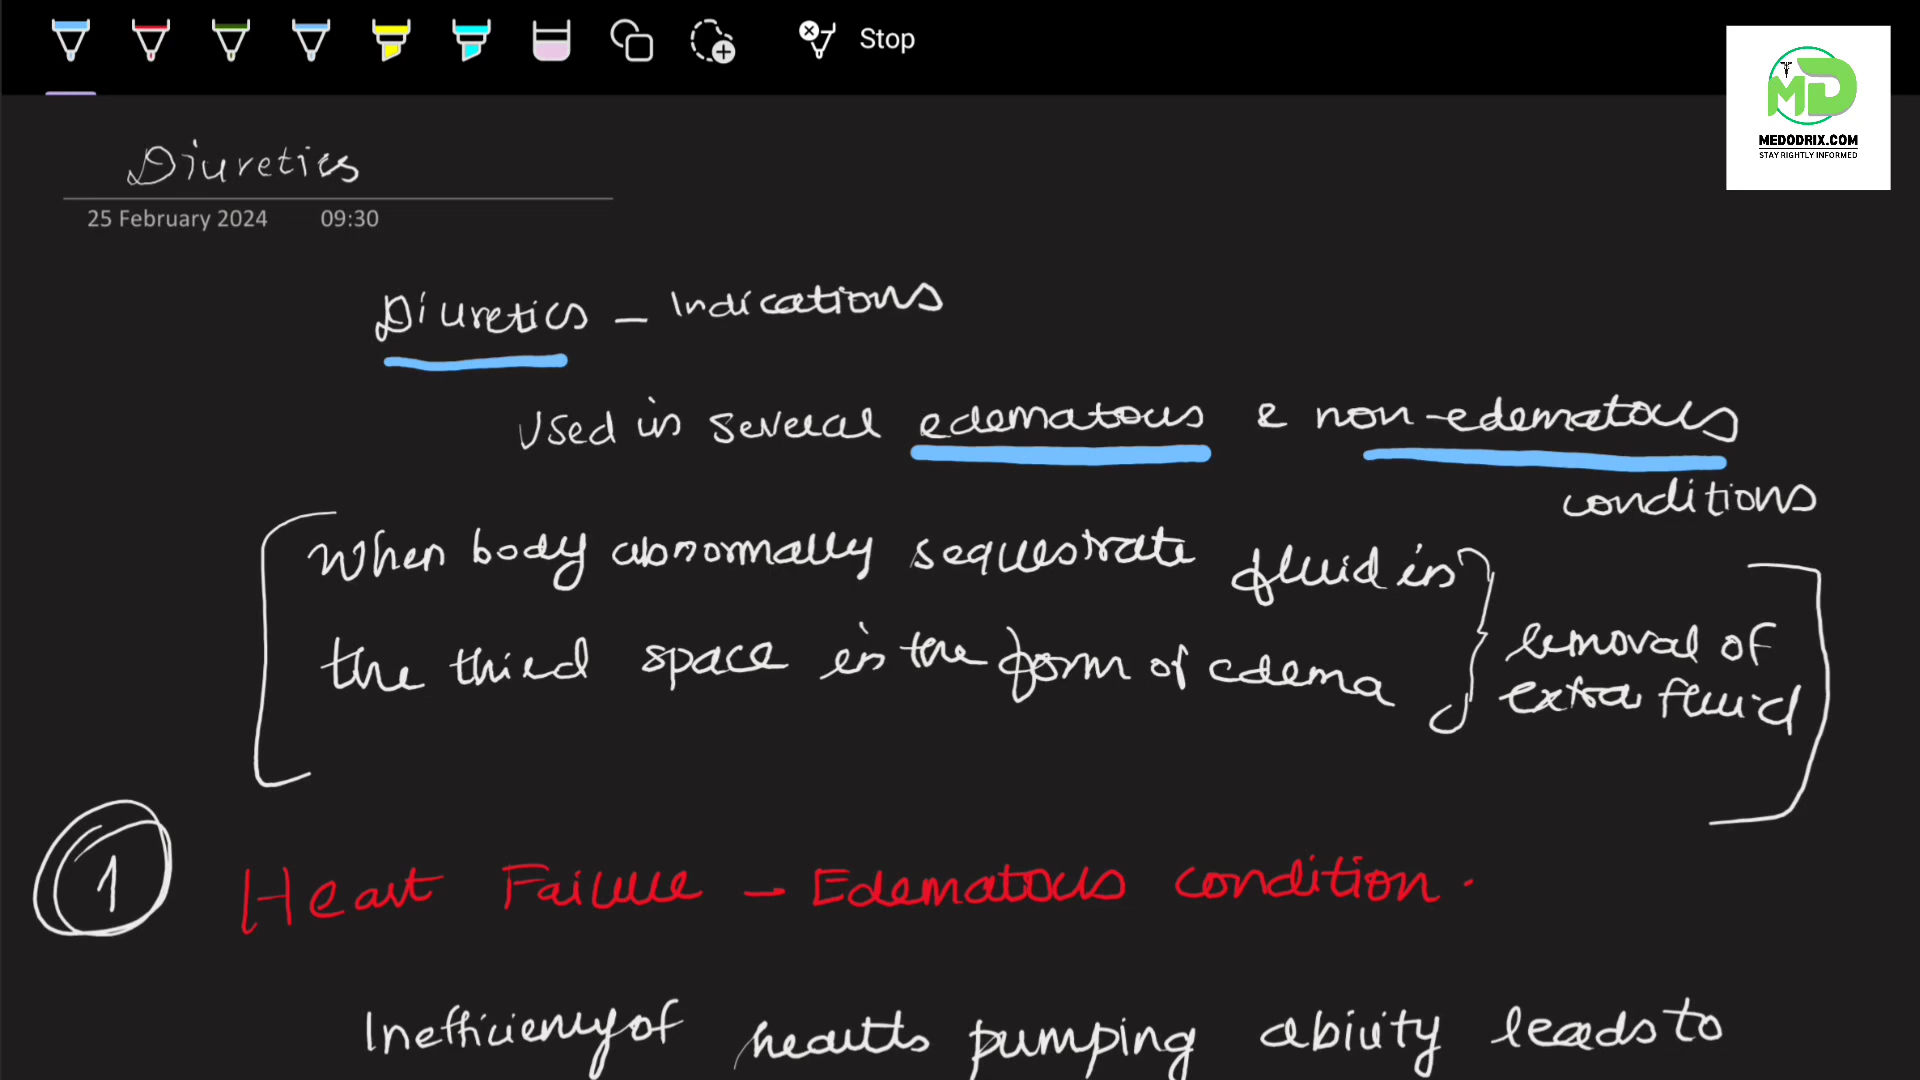 Stop
MD
MEDODRIX.COM
STAY RIGHTLY INFORMED
Diuretics
25 February 2024 09:30
Diuretics – Indications
Used in several edematous & non-edematous
conditions
When body abnormally sequestrate fluid in
the third space in the form of edema
removal of
extra fluid
1
Heart Failure – Edematous condition.
Inefficiency of hearts pumping ability leads to